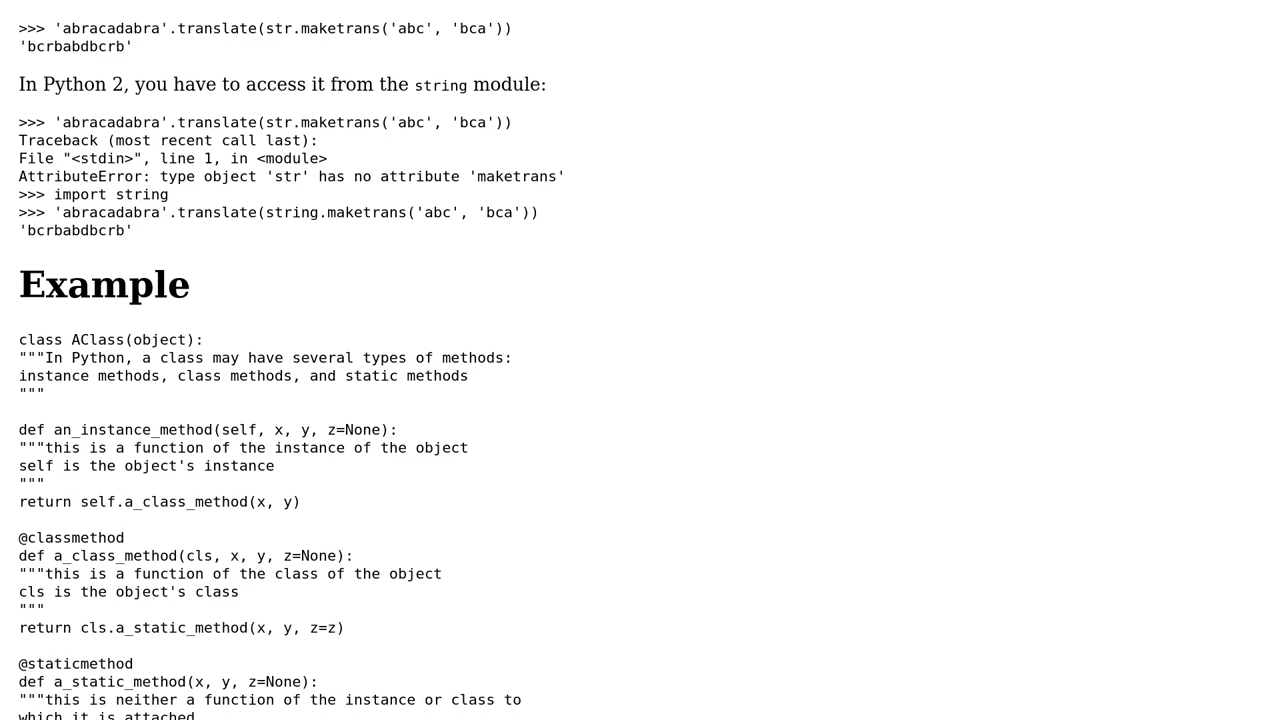 >>> 'abracadabra'.translate(str.maketrans('abc', 'bca'))
'bcrbabdbcrb'
In Python 2, you have to access it from the string module:
>>> 'abracadabra'.translate(str.maketrans('abc', 'bca'))
Traceback (most recent call last):
File "<stdin>", line 1, in <module>
AttributeError: type object 'str' has no attribute 'maketrans'
>>> import string
>>> 'abracadabra'.translate(string.maketrans('abc', 'bca'))
'bcrbabdbcrb'
Example
class AClass(object):
"""In Python, a class may have several types of methods:
instance methods, class methods, and static methods
"""
def an_instance_method(self, x, y, z=None):
"""this is a function of the instance of the object
self is the object's instance
"""
return self.a_class_method(x, y)
@classmethod
def a_class_method(cls, x, y, z=None):
"""this is a function of the class of the object
cls is the object's class
"""
return cls.a_static_method(x, y, z=z)
@staticmethod
def a_static_method(x, y, z=None):
"""this is neither a function of the instance or class to
which it is attached